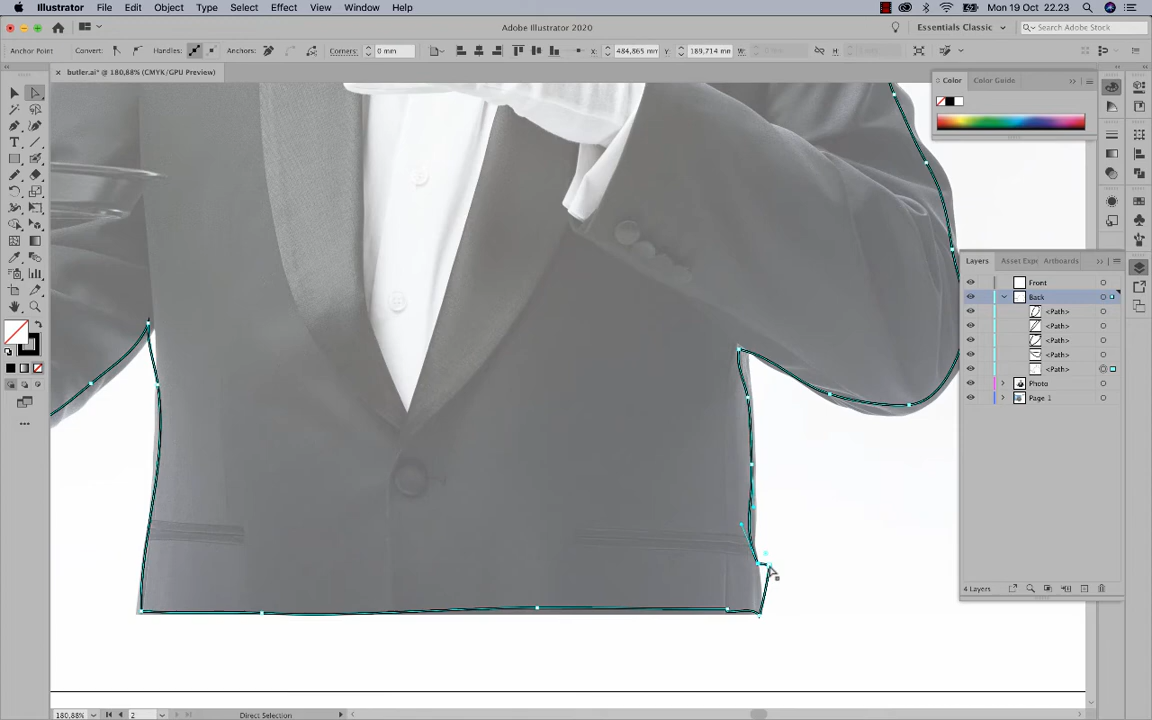 Illustrator File Edit Object Type Select Effect View Window Help Mon 19 Oct 22.23
Adobe Illustrator 2020
Essentials Classic
Search Adobe Stock
Anchor Point Convert: Handles: Anchors: Corners: 0 mm X: 484,865 mm Y: 189,714 mm W: H:
butler.ai* @ 180,88% (CMYK/GPU Preview)
Color Color Guide
Layers Asset Expo Artboards
Front
Back
<Path>
<Path>
<Path>
<Path>
<Path>
Photo
Page 1
4 Layers
180,88% 2 Direct Selection